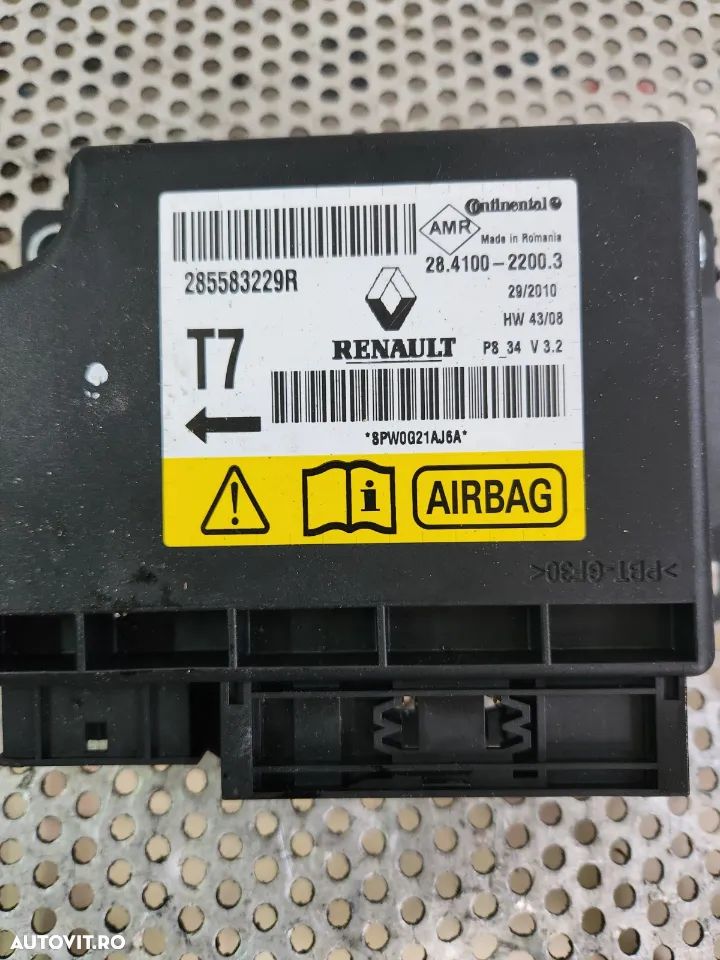 Continental
AMR
Made in Romania
285583229R
28.4100-2200.3
29/2010
HW 43/08
T7
RENAULT
P8_34 V 3.2
*8PW0G21AJ6A*
i
AIRBAG
>PBT-GF30<
AUTOVIT.RO